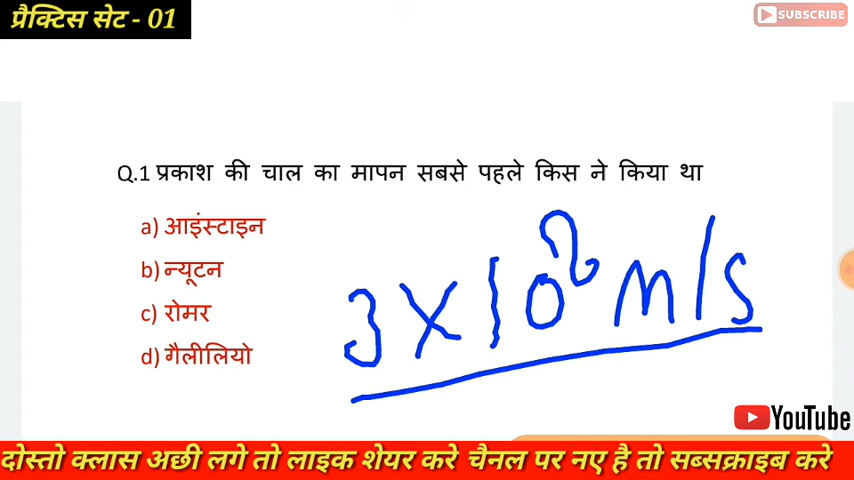 प्रैक्टिस सेट - 01
SUBSCRIBE
Q.1 प्रकाश की चाल का मापन सबसे पहले किस ने किया था
a) आइंस्टाइन
b) न्यूटन
c) रोमर
d) गैलीलियो
3 X 10⁸ m/s
YouTube
दोस्तो क्लास अछी लगे तो लाइक शेयर करे चैनल पर नए है तो सब्सक्राइब करे